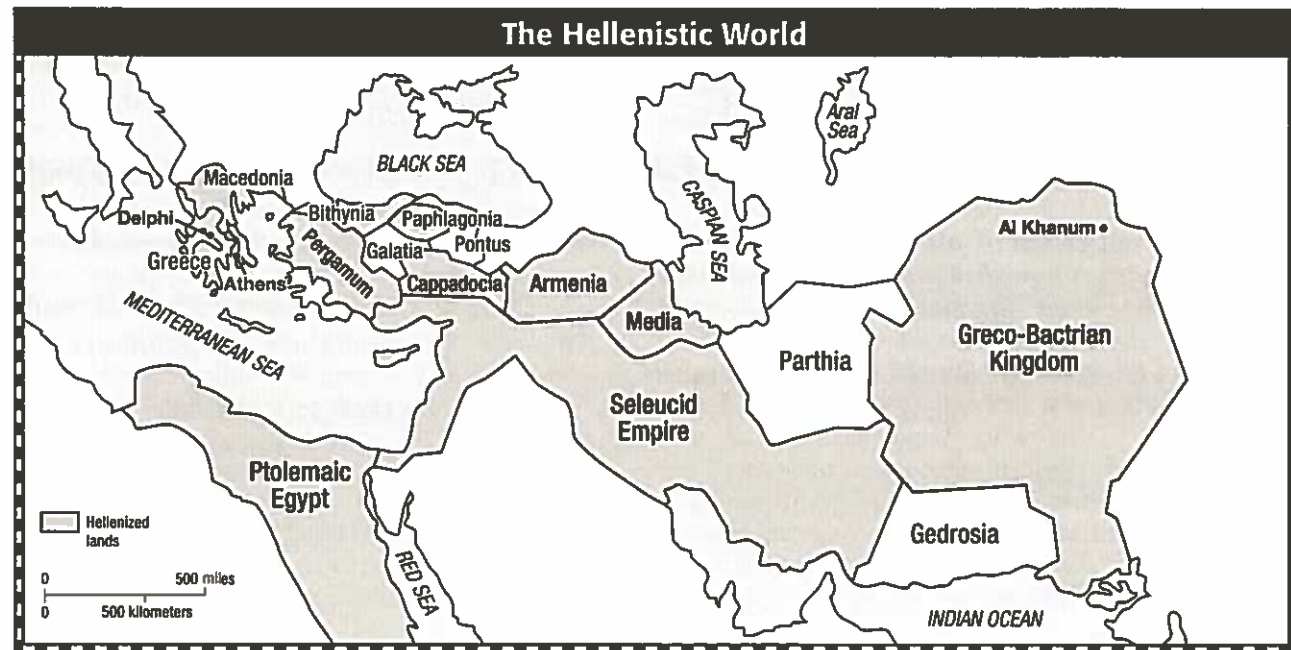 The Hellenistic World
BLACK SEA
Aral
Sea
CASPIAN SEA
Macedonia
Delphi
Greece
Athens
Bithynia
Paphlagonia
Pontus
Galatia
Pergamum
Cappadocia
Armenia
Media
Al Khanum
MEDITERRANEAN SEA
Parthia
Greco-Bactrian
Kingdom
Seleucid
Empire
Ptolemaic
Egypt
Gedrosia
RED SEA
INDIAN OCEAN
Hellenized
lands
0 500 miles
0 500 kilometers